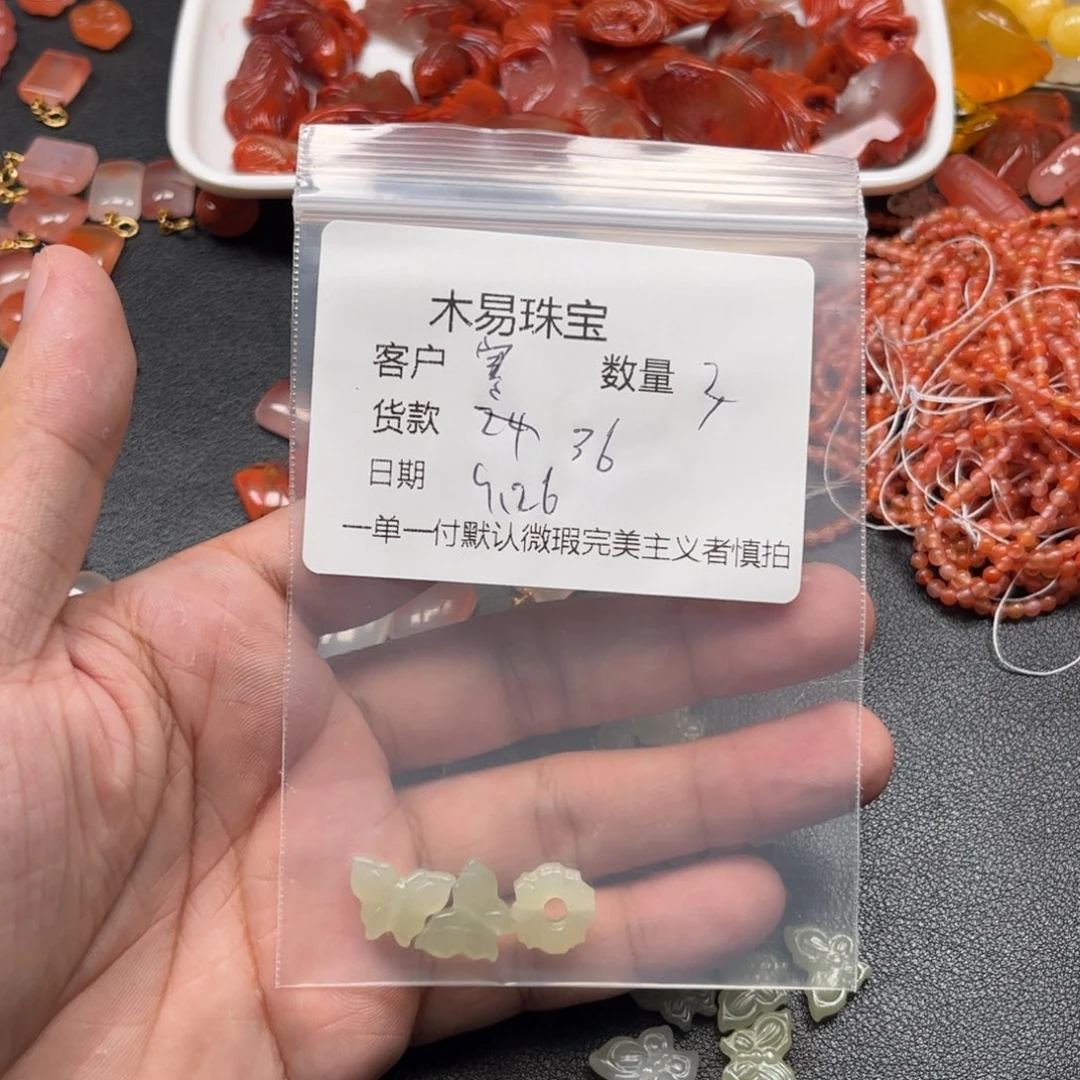 木易珠宝
客户 数量
货款 24 36
日期 9.26
一单一付默认微瑕完美主义者慎拍